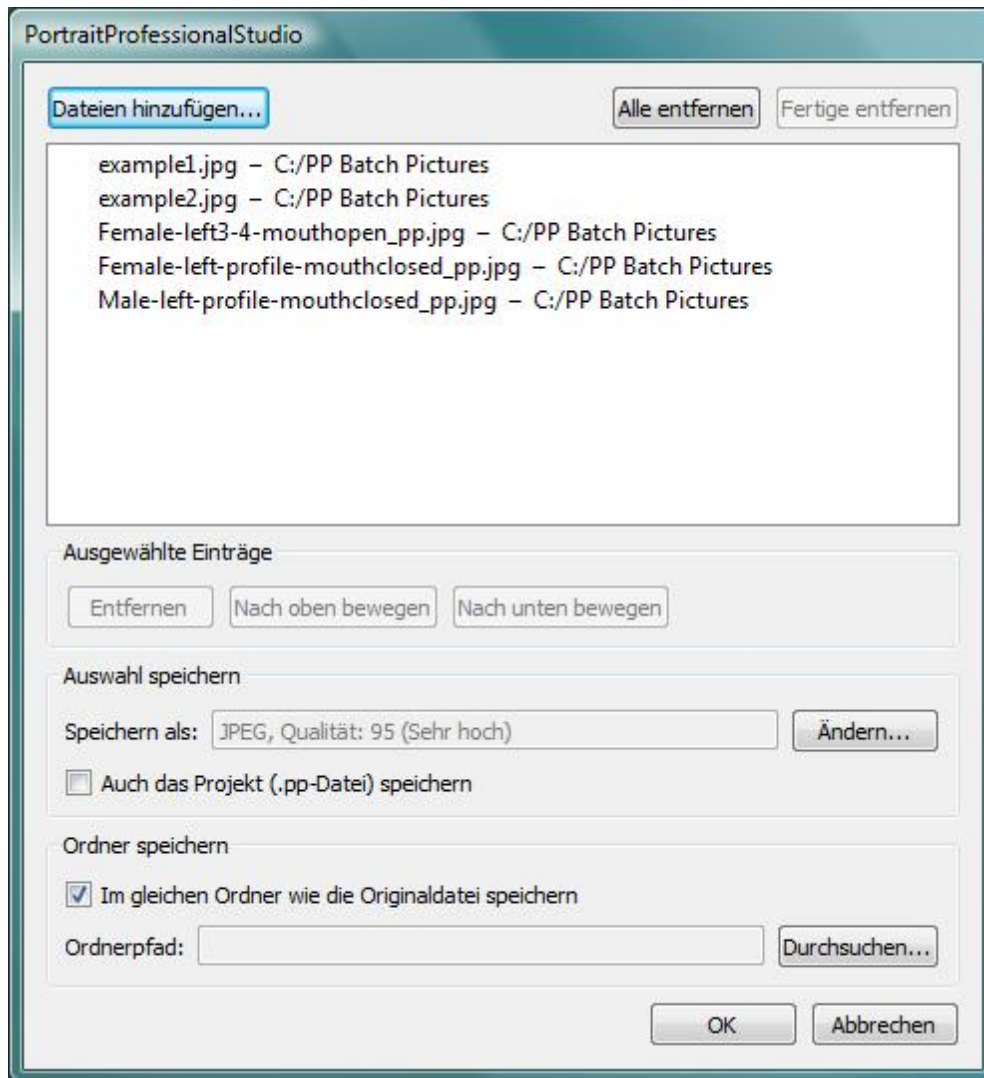 PortraitProfessionalStudio
Dateien hinzufügen... Alle entfernen Fertige entfernen
example1.jpg – C:/PP Batch Pictures
example2.jpg – C:/PP Batch Pictures
Female-left3-4-mouthopen_pp.jpg – C:/PP Batch Pictures
Female-left-profile-mouthclosed_pp.jpg – C:/PP Batch Pictures
Male-left-profile-mouthclosed_pp.jpg – C:/PP Batch Pictures
Ausgewählte Einträge
Entfernen Nach oben bewegen Nach unten bewegen
Auswahl speichern
Speichern als: JPEG, Qualität: 95 (Sehr hoch) Ändern...
Auch das Projekt (.pp-Datei) speichern
Ordner speichern
Im gleichen Ordner wie die Originaldatei speichern
Ordnerpfad: Durchsuchen...
OK Abbrechen